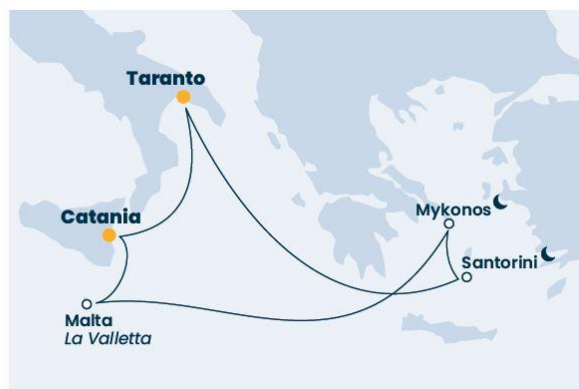 Taranto
Catania
Mykonos
Santorini
Malta
La Valletta